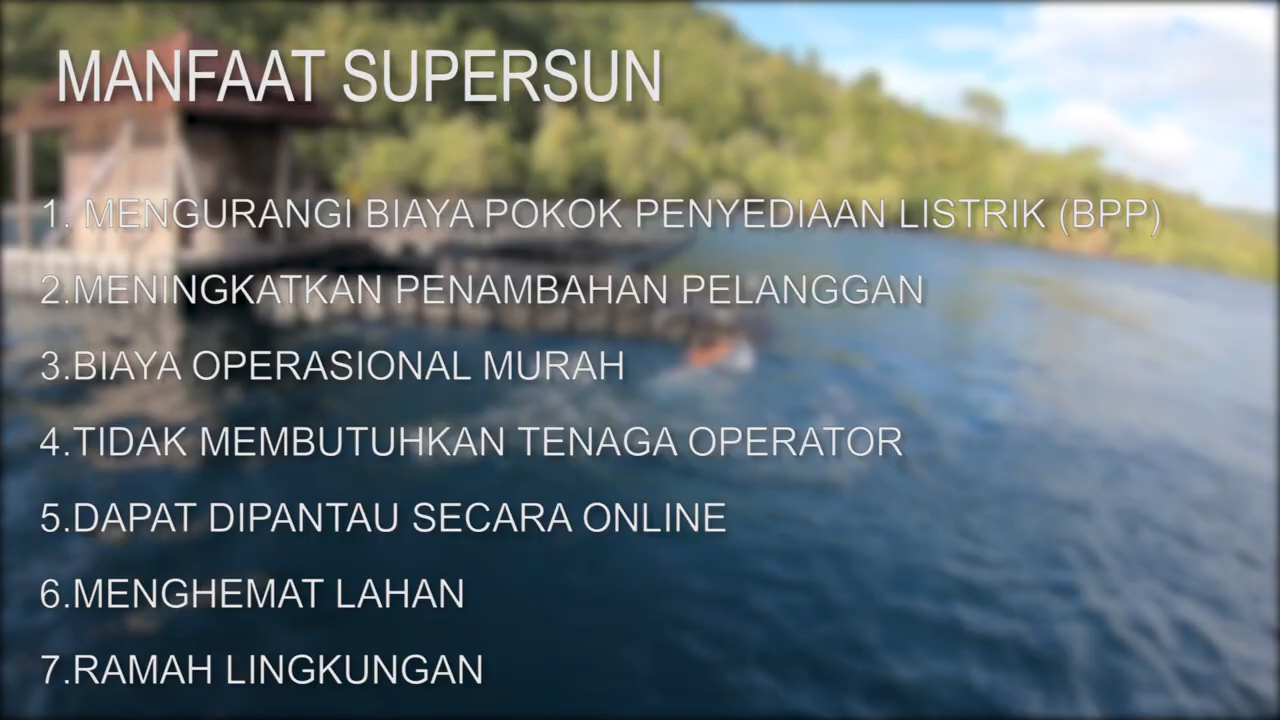 MANFAAT SUPERSUN
1. MENGURANGI BIAYA POKOK PENYEDIAAN LISTRIK (BPP)
2.MENINGKATKAN PENAMBAHAN PELANGGAN
3.BIAYA OPERASIONAL MURAH
4.TIDAK MEMBUTUHKAN TENAGA OPERATOR
5.DAPAT DIPANTAU SECARA ONLINE
6.MENGHEMAT LAHAN
7.RAMAH LINGKUNGAN